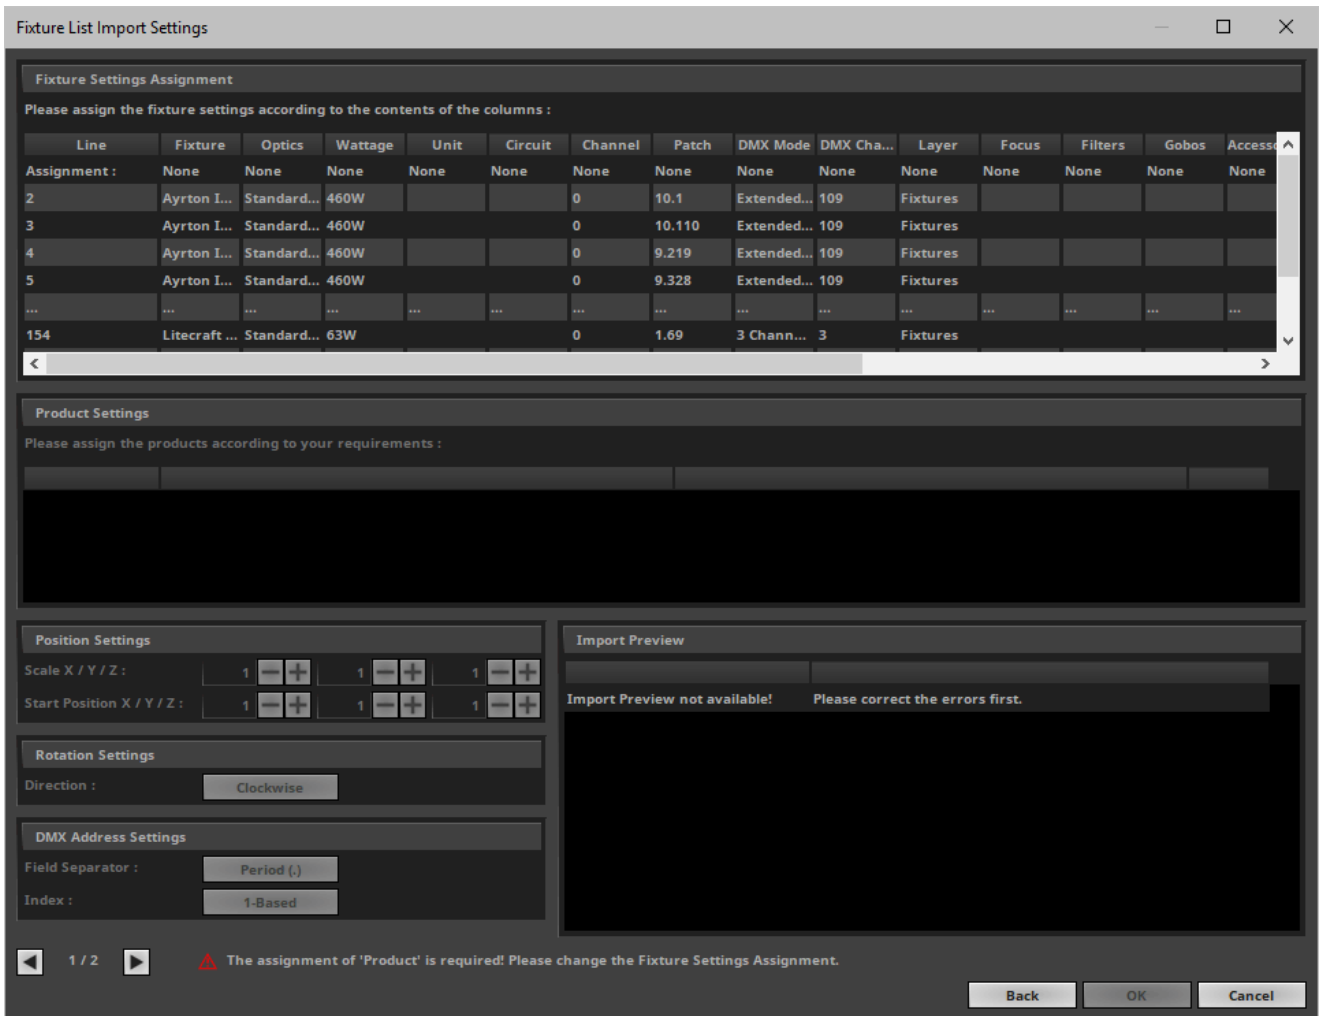 Fixture List Import Settings
Fixture Settings Assignment
Please assign the fixture settings according to the contents of the columns :
Line Fixture Optics Wattage Unit Circuit Channel Patch DMX Mode DMX Cha... Layer Focus Filters Gobos Accesso
Assignment : None None None None None None None None None None None None None None
2 Ayrton I... Standard... 460W 0 10.1 Extended... 109 Fixtures
3 Ayrton I... Standard... 460W 0 10.110 Extended... 109 Fixtures
4 Ayrton I... Standard... 460W 0 9.219 Extended... 109 Fixtures
5 Ayrton I... Standard... 460W 0 9.328 Extended... 109 Fixtures
... ... ... ... ... ... ... ... ... ... ... ... ... ... ...
154 Litecraft ... Standard... 63W 0 1.69 3 Chann... 3 Fixtures
Product Settings
Please assign the products according to your requirements :
Position Settings
Scale X / Y / Z : 1 1 1
Start Position X / Y / Z : 1 1 1
Rotation Settings
Direction : Clockwise
DMX Address Settings
Field Separator : Period (.)
Index : 1-Based
Import Preview
Import Preview not available! Please correct the errors first.
1 / 2 The assignment of 'Product' is required! Please change the Fixture Settings Assignment.
Back OK Cancel